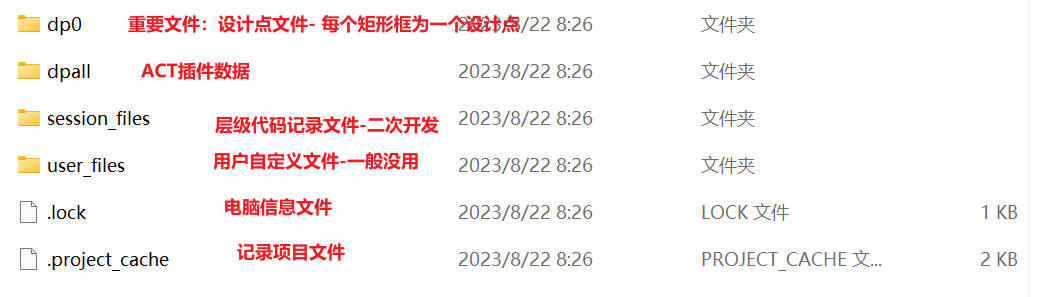 dp0 重要文件：设计点文件- 每个矩形框为一个设计点 2023/8/22 8:26 文件夹
dpall ACT插件数据 2023/8/22 8:26 文件夹
session_files 层级代码记录文件-二次开发 2023/8/22 8:26 文件夹
user_files 用户自定义文件-一般没用 2023/8/22 8:26 文件夹
.lock 电脑信息文件 2023/8/22 8:26 LOCK 文件 1 KB
.project_cache 记录项目文件 2023/8/22 8:26 PROJECT_CACHE 文... 2 KB